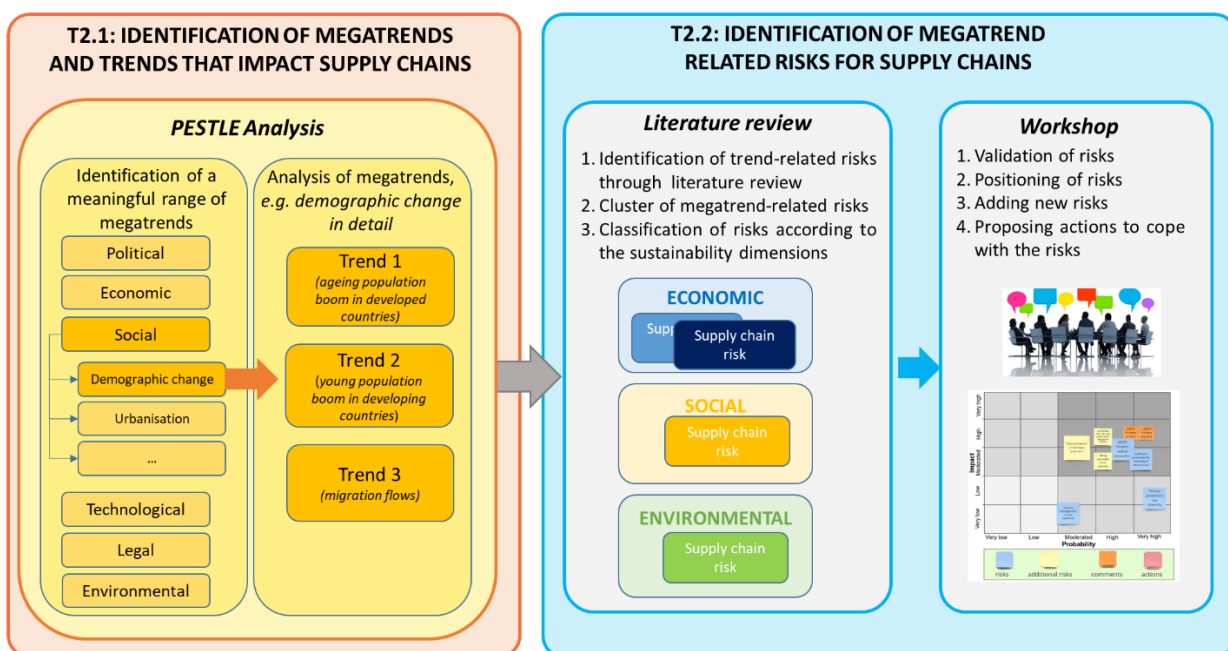 T2.1: IDENTIFICATION OF MEGATRENDS
AND TRENDS THAT IMPACT SUPPLY CHAINS
PESTLE Analysis
Identification of a
meaningful range of
megatrends
Political
Economic
Social
Demographic change
Urbanisation
...
Technological
Legal
Environmental
Analysis of megatrends,
e.g. demographic change
in detail
Trend 1
(ageing population
boom in developed
countries)
Trend 2
(young population
boom in developing
countries)
Trend 3
(migration flows)
T2.2: IDENTIFICATION OF MEGATREND
RELATED RISKS FOR SUPPLY CHAINS
Literature review
1. Identification of trend-related risks
through literature review
2. Cluster of megatrend-related risks
3. Classification of risks according to
the sustainability dimensions
ECONOMIC
Supp
Supply chain
risk
SOCIAL
Supply chain
risk
ENVIRONMENTAL
Supply chain
risk
Workshop
1. Validation of risks
2. Positioning of risks
3. Adding new risks
4. Proposing actions to cope
with the risks
Impact
Very high
High
Moderated
Low
Very low
Very low
Low
Moderated
High
Very high
Probability
risks
additional risks
comments
actions